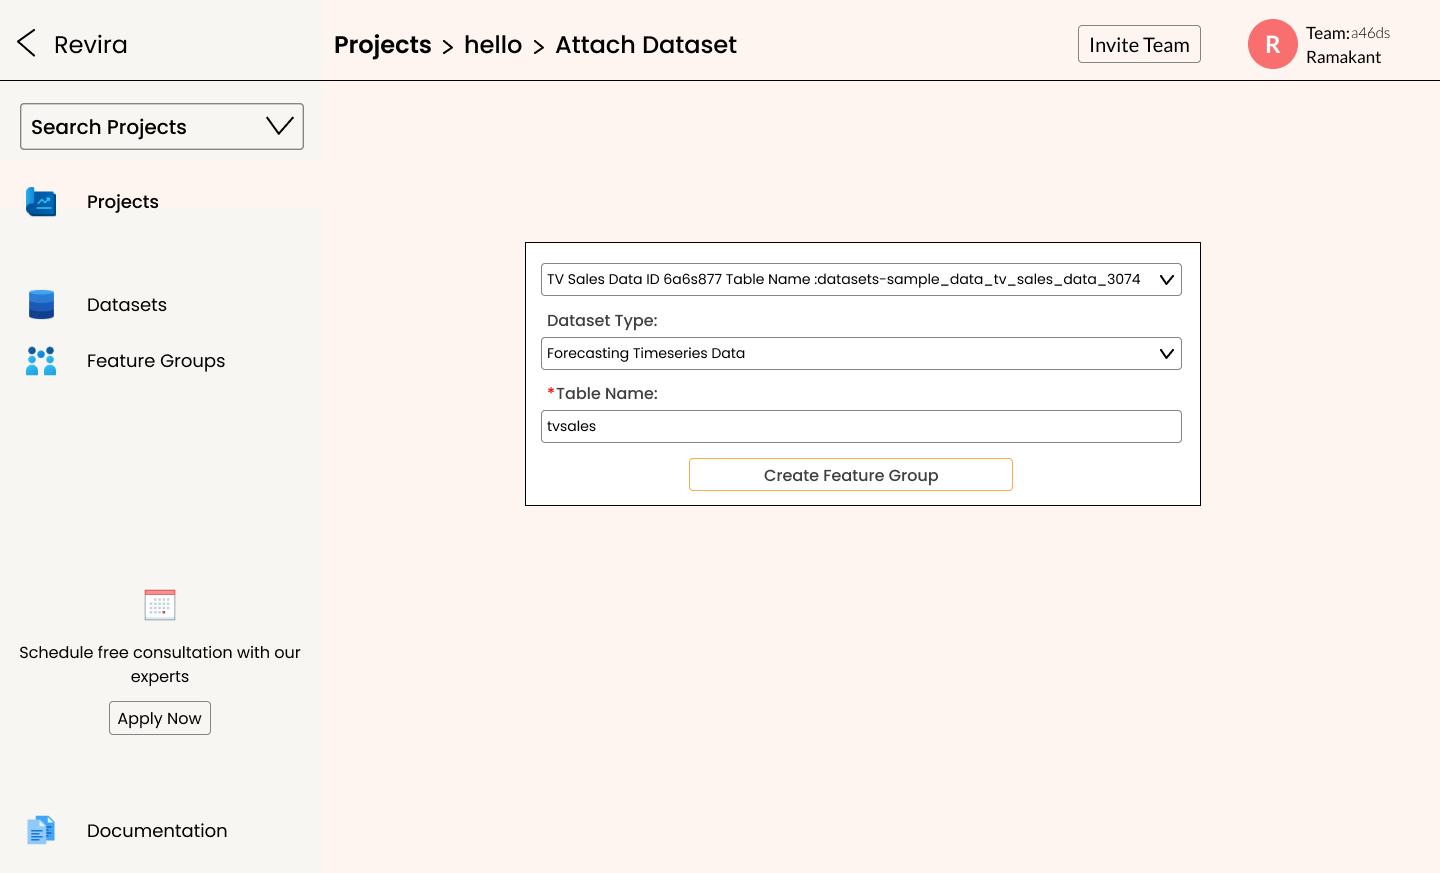 Revira
Projects > hello > Attach Dataset
Invite Team
R
Team:a46ds
Ramakant
Search Projects
Projects
Datasets
Feature Groups
Schedule free consultation with our
experts
Apply Now
Documentation
TV Sales Data ID 6a6s877 Table Name :datasets-sample_data_tv_sales_data_3074
Dataset Type:
Forecasting Timeseries Data
*Table Name:
tvsales
Create Feature Group